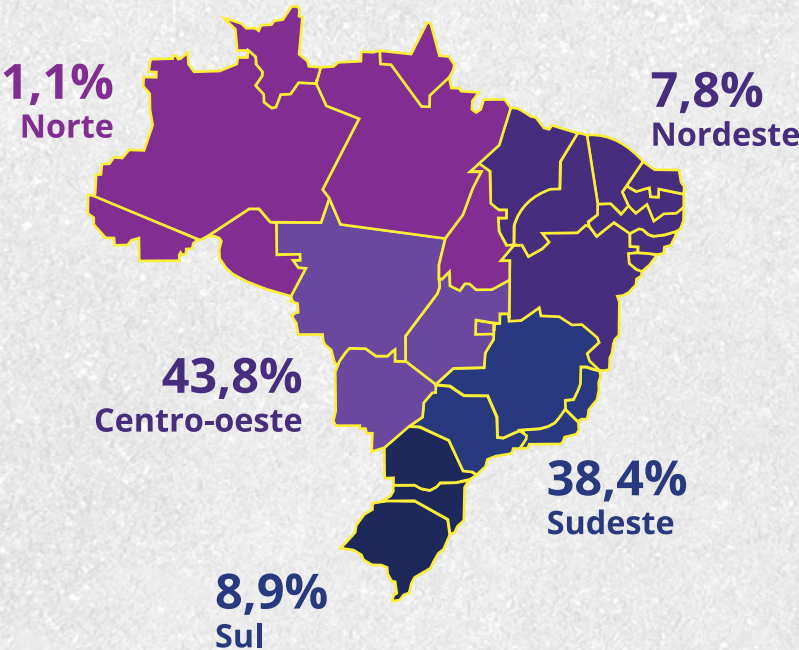 1,1%
Norte
7,8%
Nordeste
43,8%
Centro-oeste
38,4%
Sudeste
8,9%
Sul